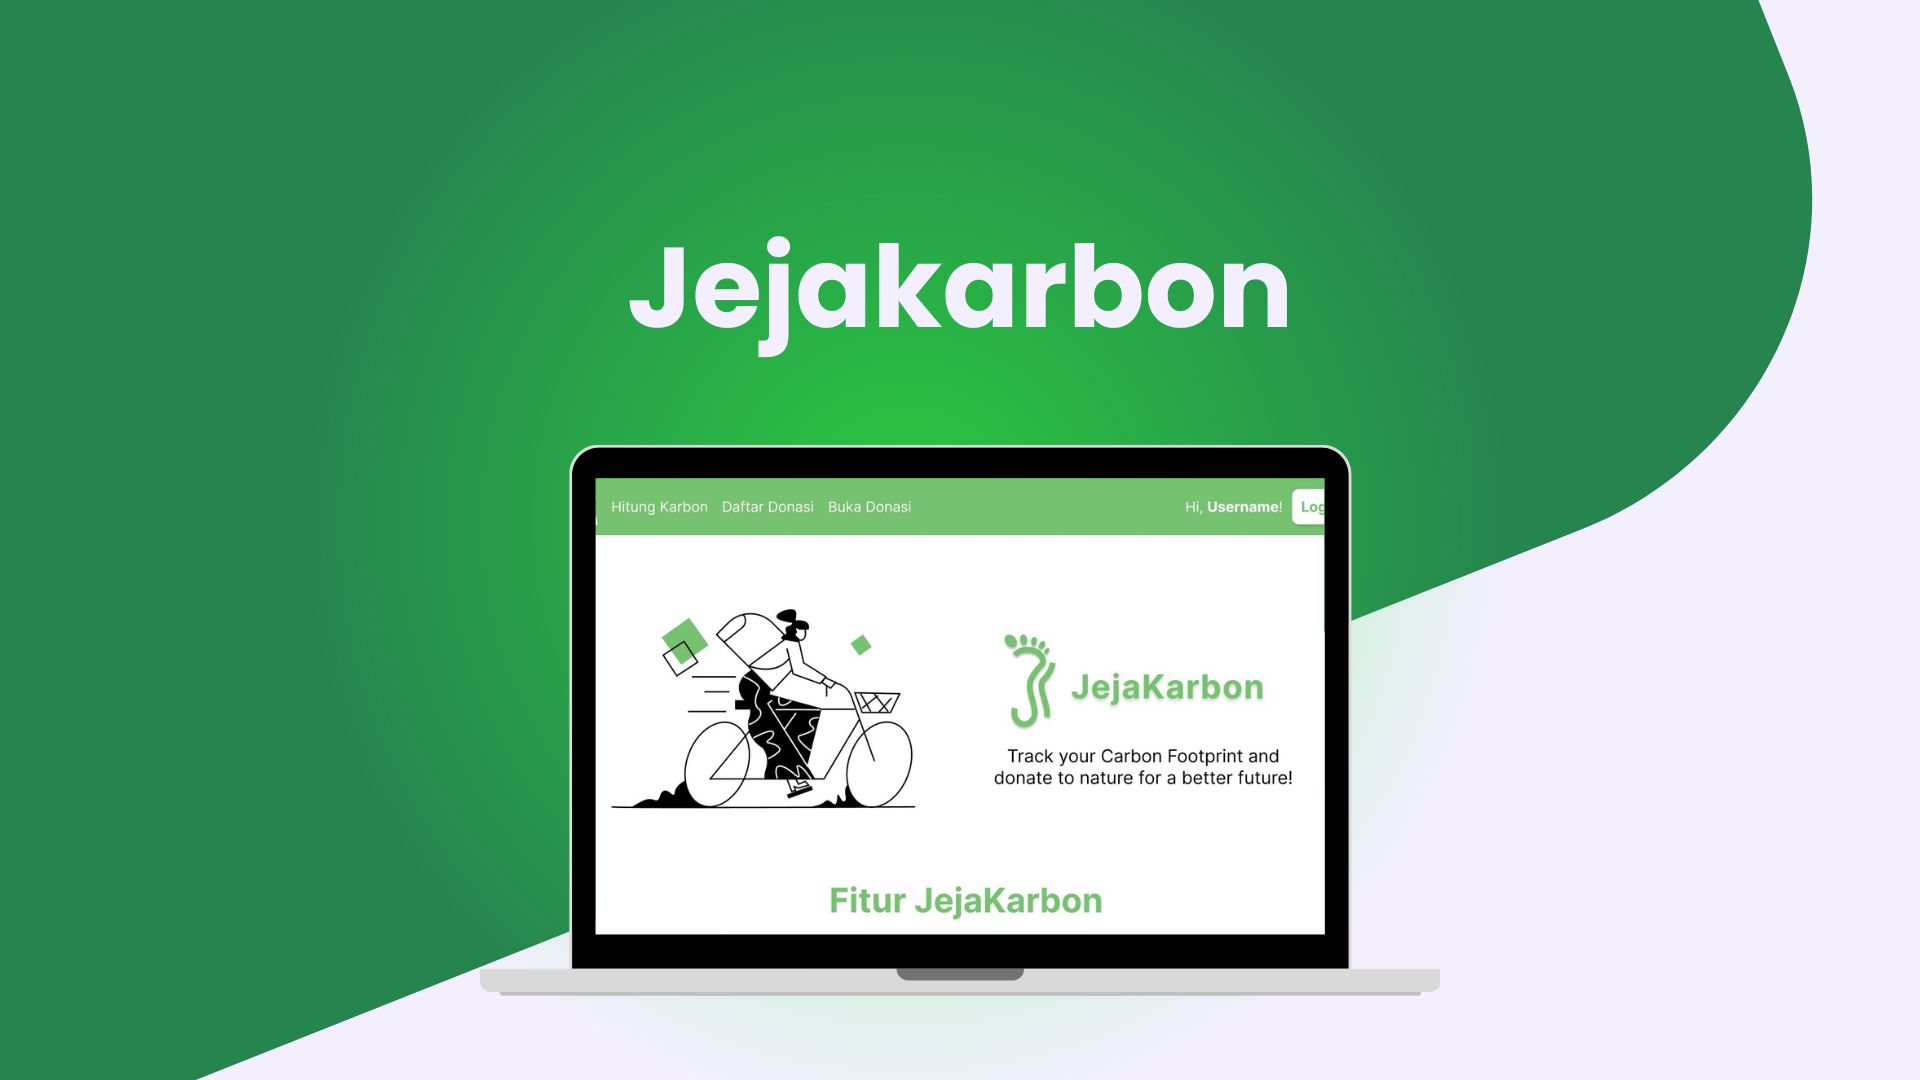 Jejakarbon
Hitung Karbon Daftar Donasi Buka Donasi Hi, Username! Log
JejaKarbon
Track your Carbon Footprint and
donate to nature for a better future!
Fitur JejaKarbon